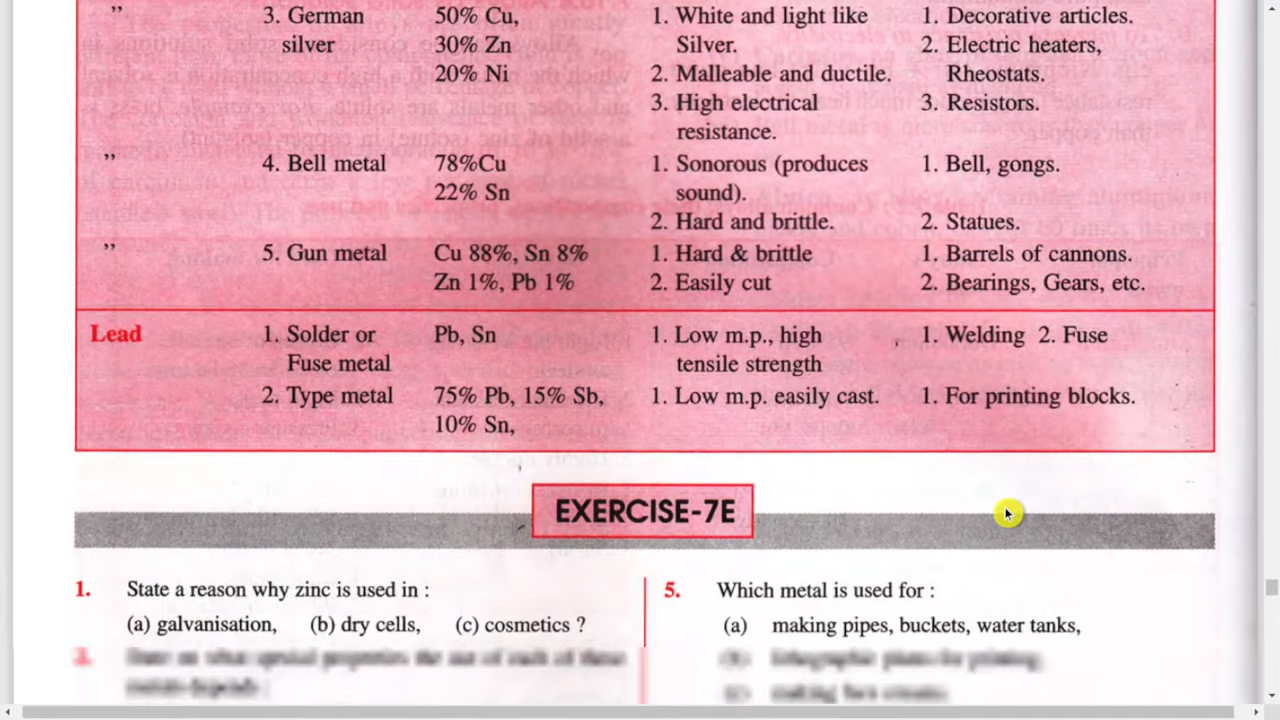 ” 3. German 50% Cu, 1. White and light like 1. Decorative articles.
silver 30% Zn Silver. 2. Electric heaters,
20% Ni 2. Malleable and ductile. Rheostats.
3. High electrical 3. Resistors.
resistance.
” 4. Bell metal 78%Cu 1. Sonorous (produces 1. Bell, gongs.
22% Sn sound).
2. Hard and brittle. 2. Statues.
” 5. Gun metal Cu 88%, Sn 8% 1. Hard & brittle 1. Barrels of cannons.
Zn 1%, Pb 1% 2. Easily cut 2. Bearings, Gears, etc.
Lead 1. Solder or Pb, Sn 1. Low m.p., high 1. Welding 2. Fuse
Fuse metal tensile strength
2. Type metal 75% Pb, 15% Sb, 1. Low m.p. easily cast. 1. For printing blocks.
10% Sn,
EXERCISE-7E
1. State a reason why zinc is used in :
(a) galvanisation, (b) dry cells, (c) cosmetics ?
5. Which metal is used for :
(a) making pipes, buckets, water tanks,